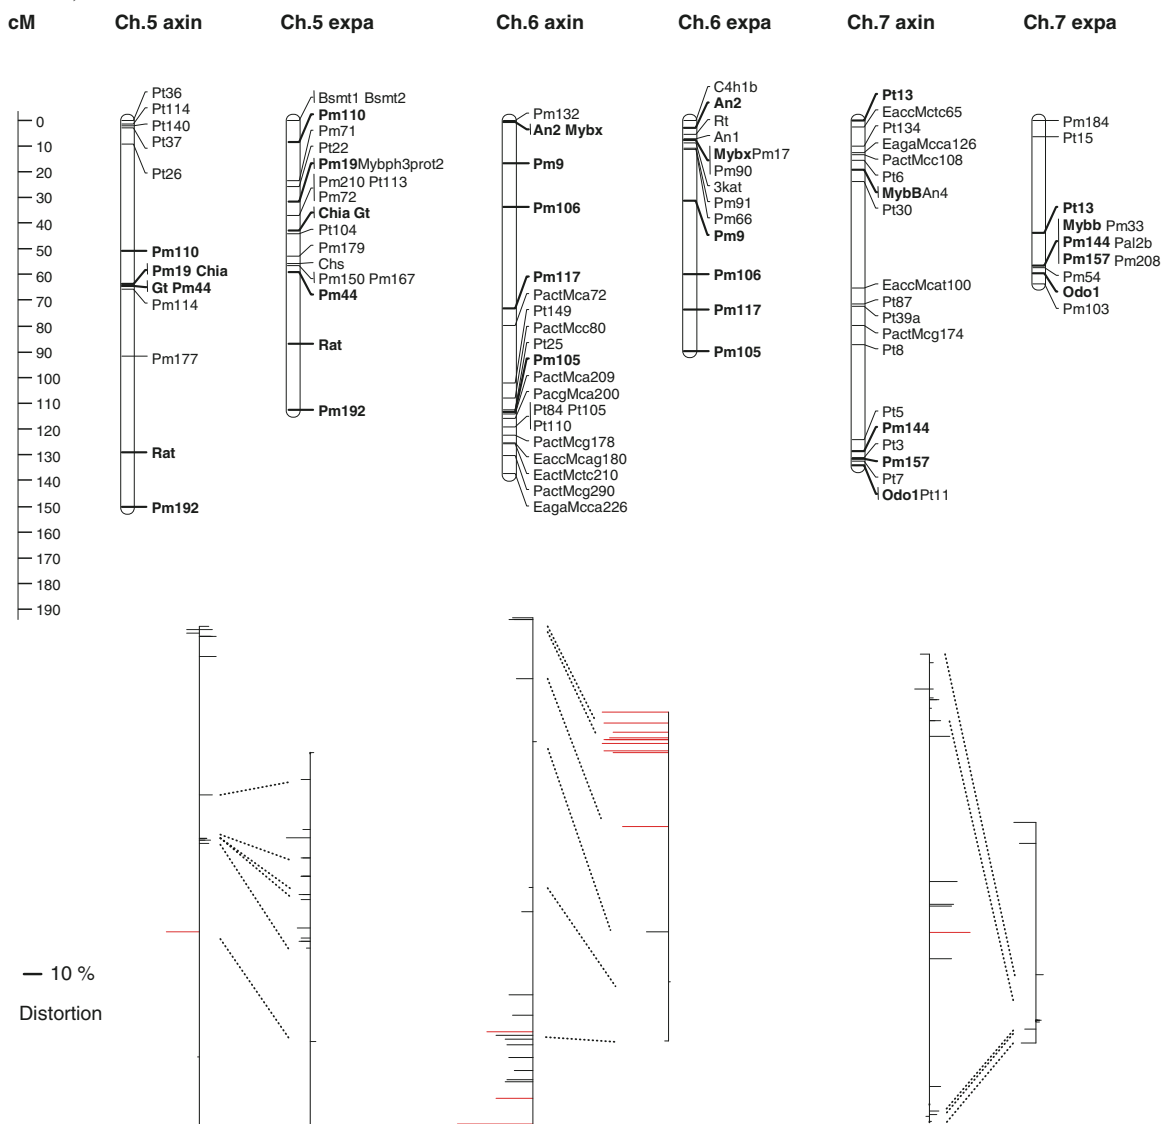 cM
Ch.5 axin
Ch.5 expa
Ch.6 axin
Ch.6 expa
Ch.7 axin
Ch.7 expa
0
10
20
30
40
50
60
70
80
90
100
110
120
130
140
150
160
170
180
190
Pt36
Pt114
Pt140
Pt37
Pt26
Pm110
Pm19 Chia
Gt Pm44
Pm114
Pm177
Rat
Pm192
Bsmt1 Bsmt2
Pm110
Pm71
Pt22
Pm19Mybph3prot2
Pm210 Pt113
Pm72
Chia Gt
Pt104
Pm179
Chs
Pm150 Pm167
Pm44
Rat
Pm192
Pm132
An2 Mybx
Pm9
Pm106
Pm117
PactMca72
Pt149
PactMcc80
Pt25
Pm105
PactMca209
PacgMca200
Pt84 Pt105
Pt110
PactMcg178
EaccMcag180
EactMctc210
PactMcg290
EagaMcca226
C4h1b
An2
Rt
An1
MybxPm17
Pm90
3kat
Pm91
Pm66
Pm9
Pm106
Pm117
Pm105
Pt13
EaccMctc65
Pt134
EagaMcca126
PactMcc108
Pt6
MybBAn4
Pt30
EaccMcat100
Pt87
Pt39a
PactMcg174
Pt8
Pt5
Pm144
Pt3
Pm157
Pt7
Odo1Pt11
Pm184
Pt15
Pt13
Mybb Pm33
Pm144 Pal2b
Pm157 Pm208
Pm54
Odo1
Pm103
10 %
Distortion